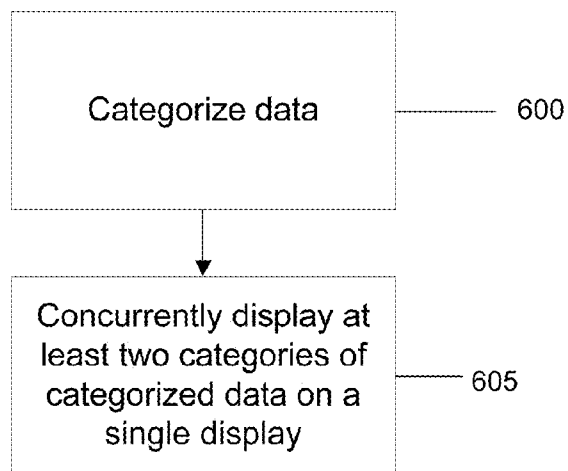 Categorize data
600
Concurrently display at
least two categories of
categorized data on a
single display
605